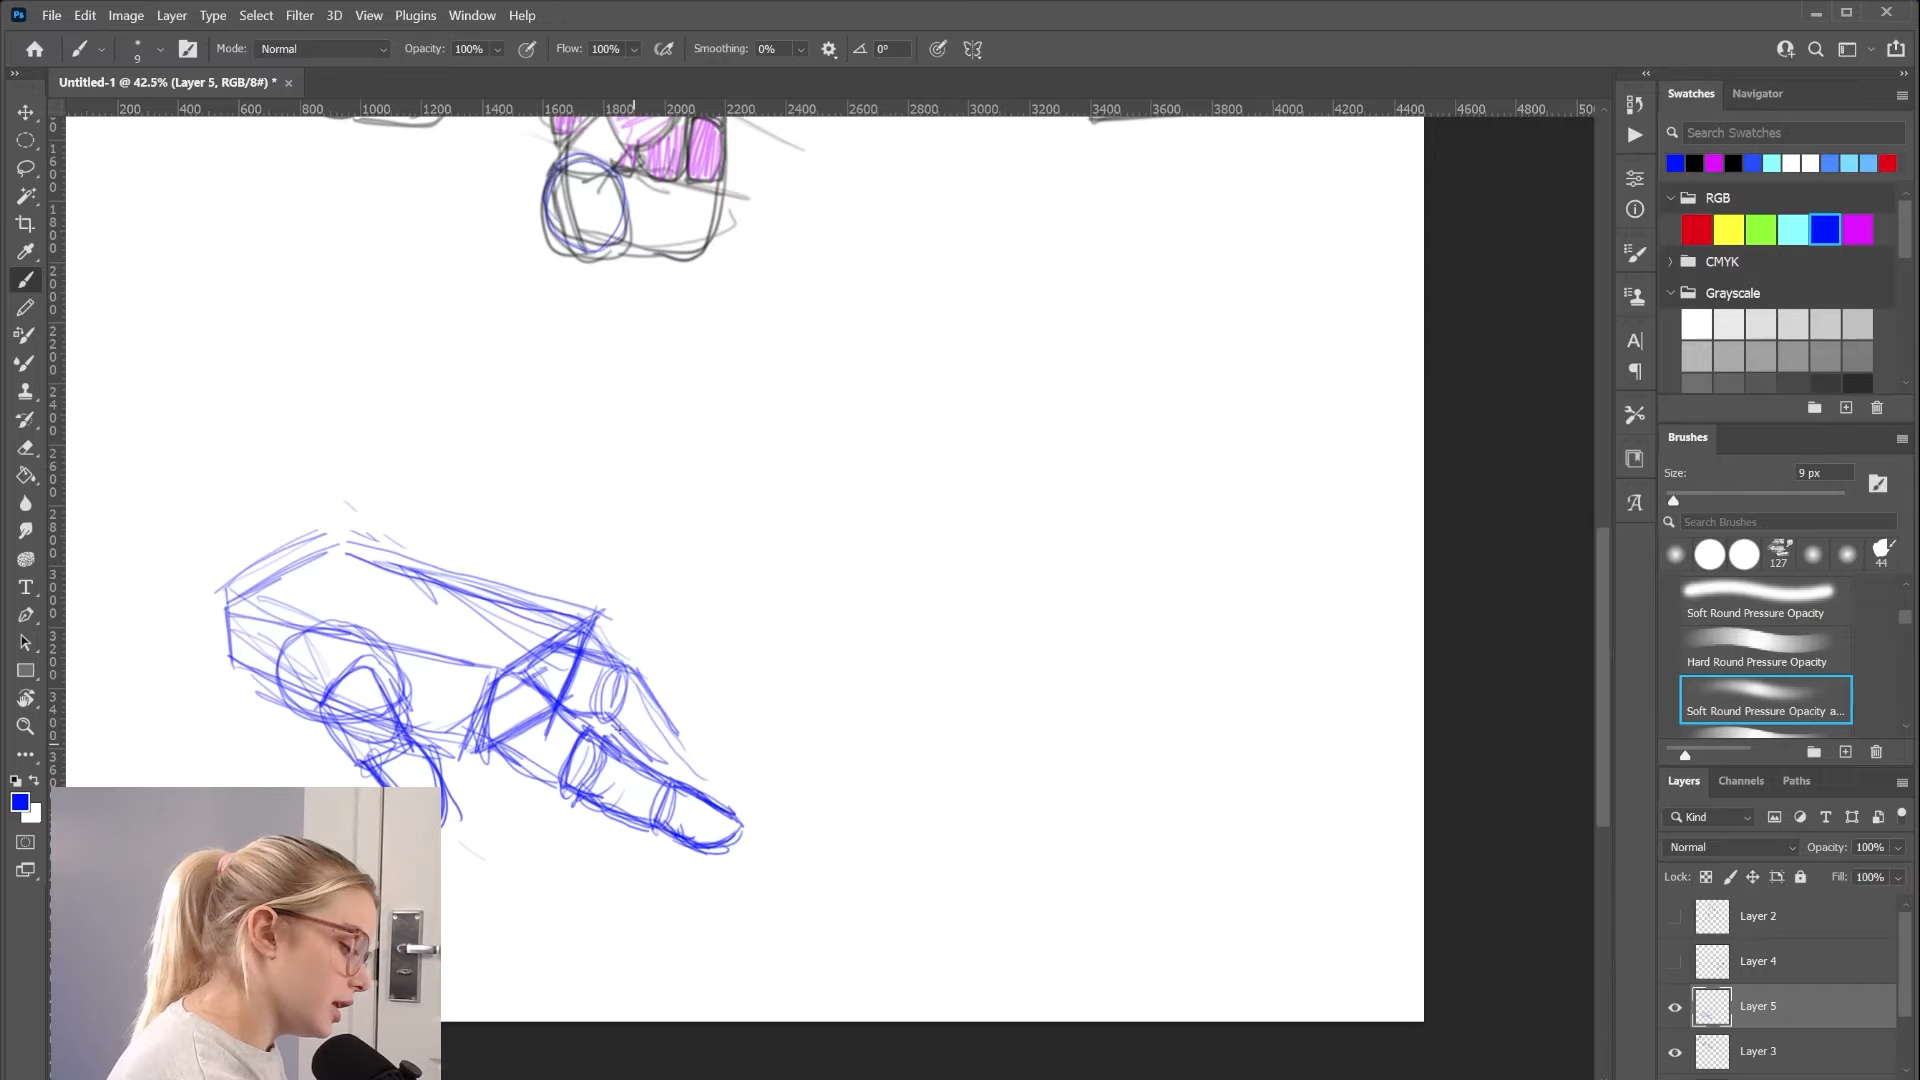 Ps File Edit Image Layer Type Select Filter 3D View Plugins Window Help
9 Mode: Normal Opacity: 100% Flow: 100% Smoothing: 0% 0°
Untitled-1 @ 42.5% (Layer 5, RGB/8#) *
200 400 600 800 1000 1200 1400 1600 1800 2000 2200 2400 2600 2800 3000 3200 3400 3600 3800 4000 4200 4400 4600 4800
Swatches Navigator
Search Swatches
RGB
CMYK
Grayscale
Brushes
Size: 9 px
Search Brushes
127 44
Soft Round Pressure Opacity
Hard Round Pressure Opacity
Soft Round Pressure Opacity a...
Layers Channels Paths
Kind
Normal Opacity: 100%
Lock: Fill: 100%
Layer 2
Layer 4
Layer 5
Layer 3